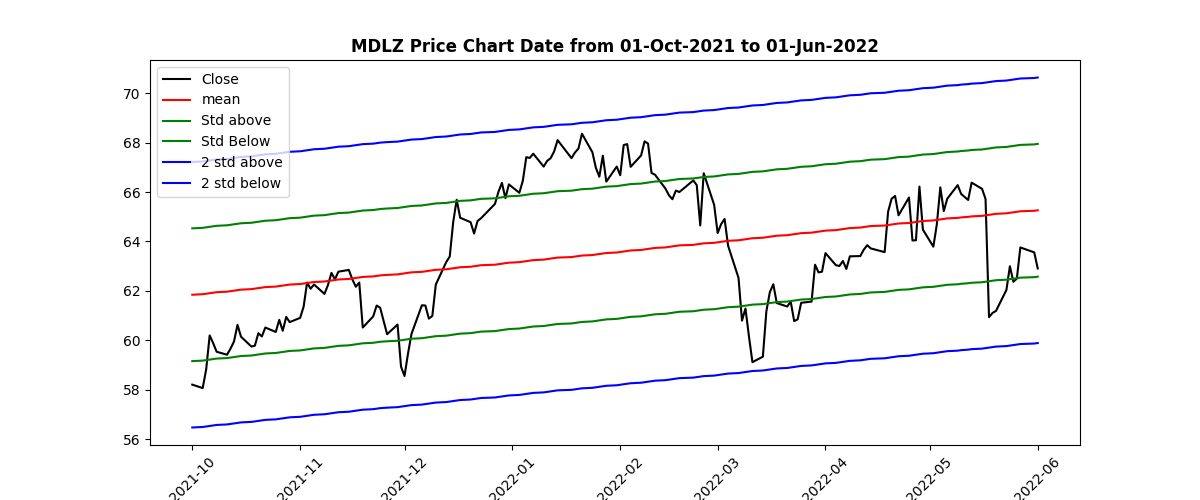 MDLZ Price Chart Date from 01-Oct-2021 to 01-Jun-2022
Close
mean
Std above
Std Below
2 std above
2 std below
70
68
66
64
62
60
58
56
2021-10
2021-11
2021-12
2022-01
2022-02
2022-03
2022-04
2022-05
2022-06